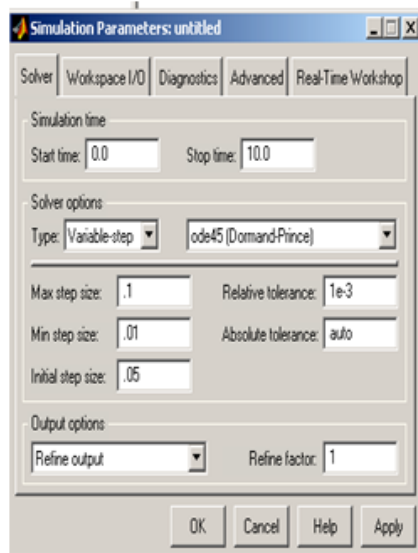 Simulation Parameters: untitled
Solver Workspace I/O Diagnostics Advanced Real-Time Workshop
Simulation time
Start time: 0.0 Stop time: 10.0
Solver options
Type: Variable-step ode45 (Dormand-Prince)
Max step size: .1 Relative tolerance: 1e-3
Min step size: .01 Absolute tolerance: auto
Initial step size: .05
Output options
Refine output Refine factor: 1
OK Cancel Help Apply